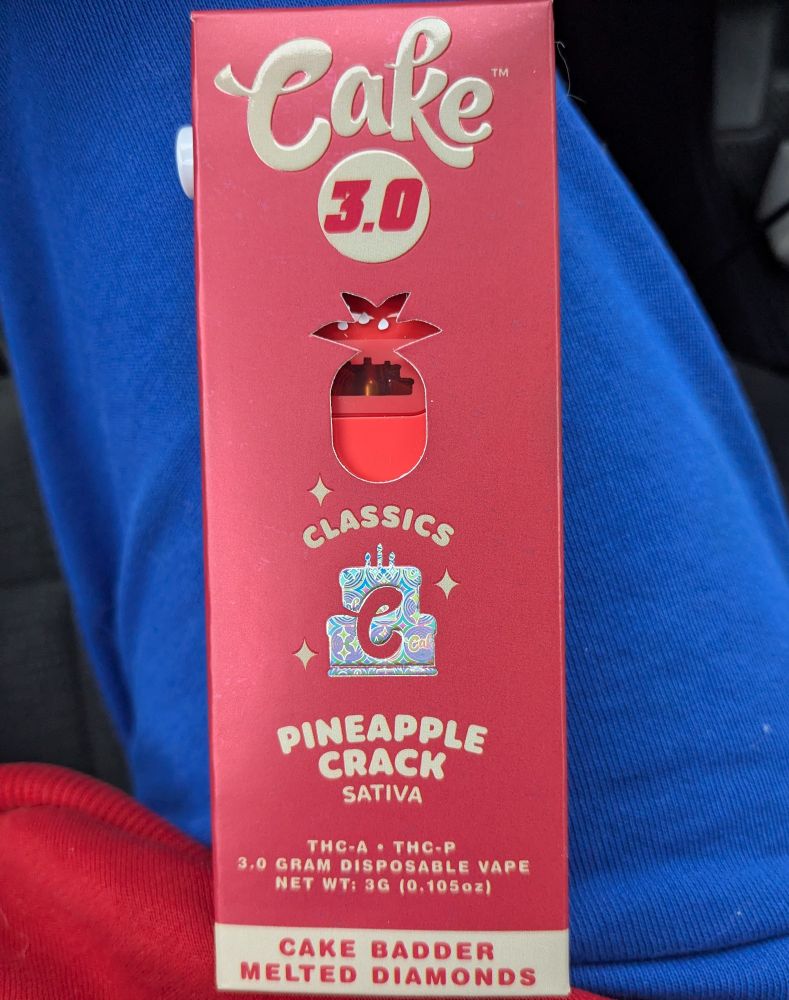 Cake™
3.0
CLASSICS
C
PINEAPPLE
CRACK
SATIVA
THC-A • THC-P
3.0 GRAM DISPOSABLE VAPE
NET WT: 3G (0.105oz)
CAKE BADDER
MELTED DIAMONDS